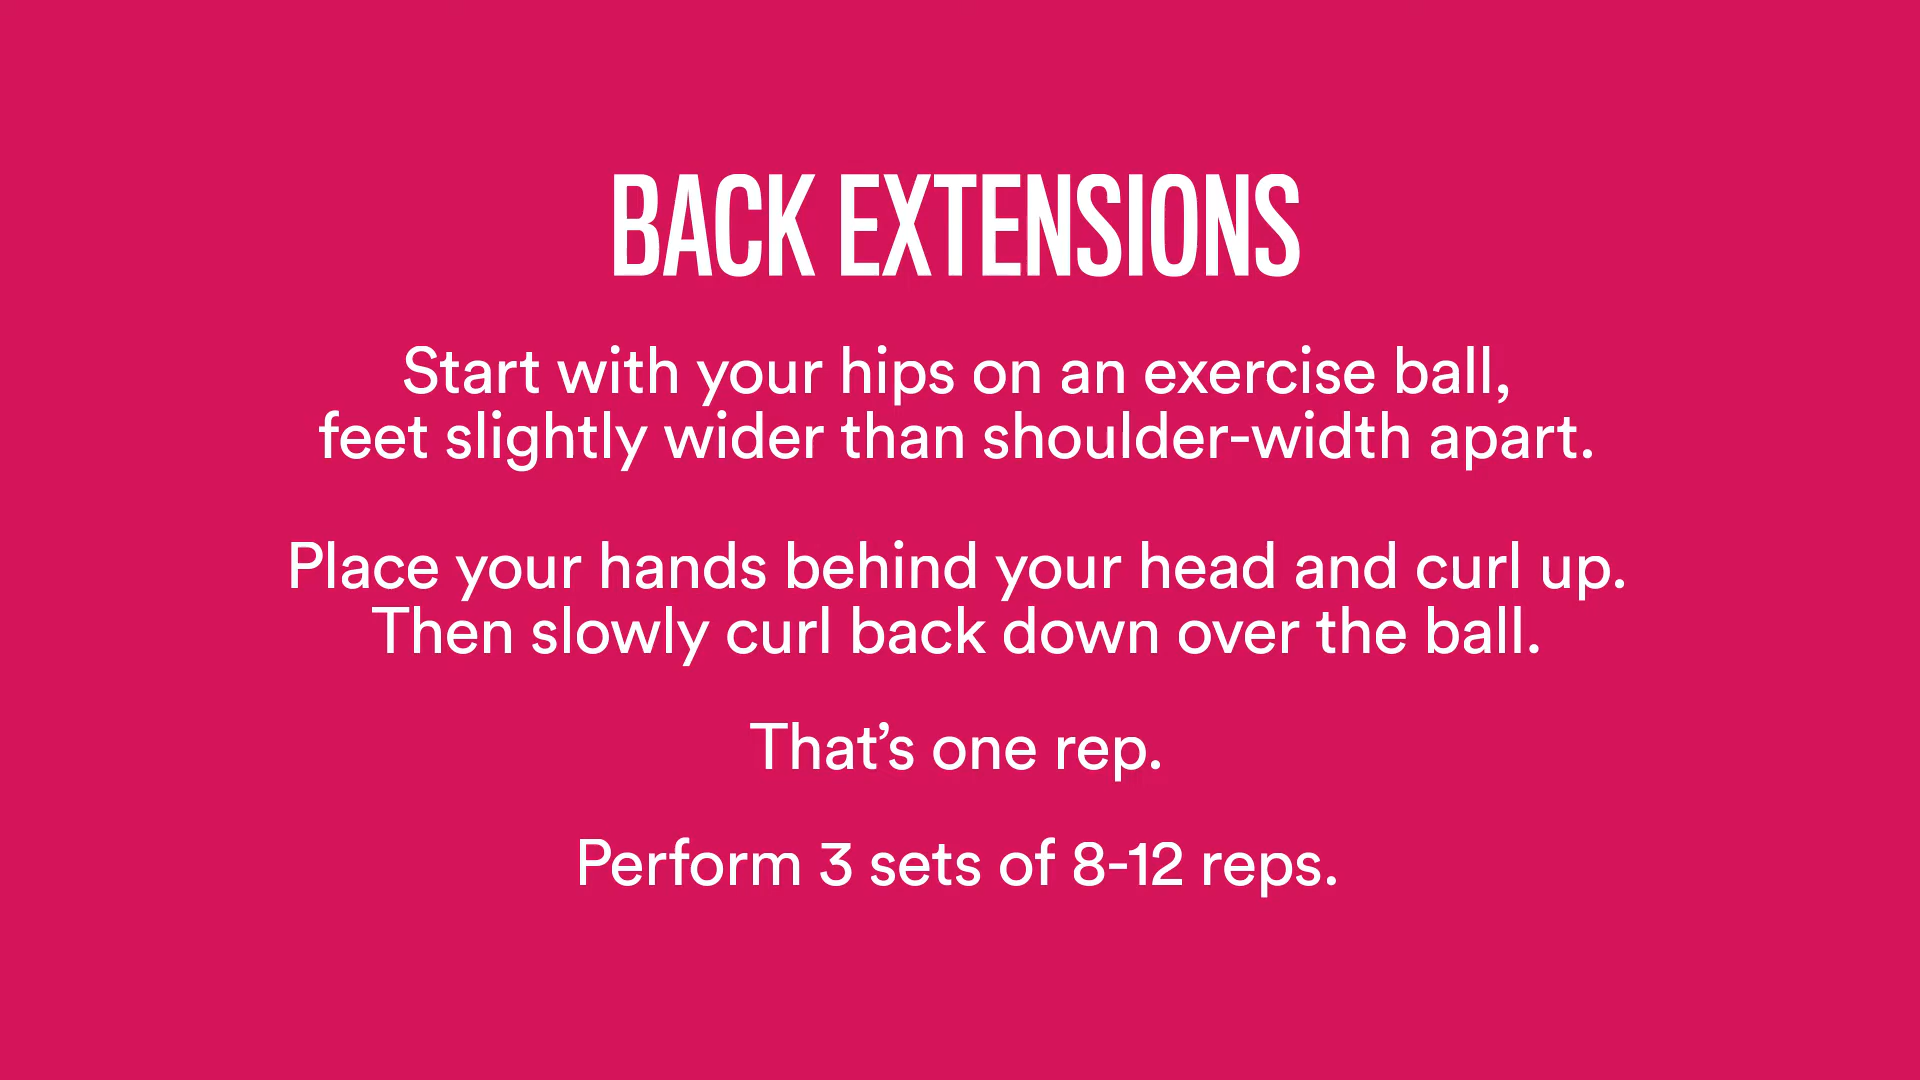 BACK EXTENSIONS
Start with your hips on an exercise ball,
feet slightly wider than shoulder-width apart.
Place your hands behind your head and curl up.
Then slowly curl back down over the ball.
That’s one rep.
Perform 3 sets of 8-12 reps.